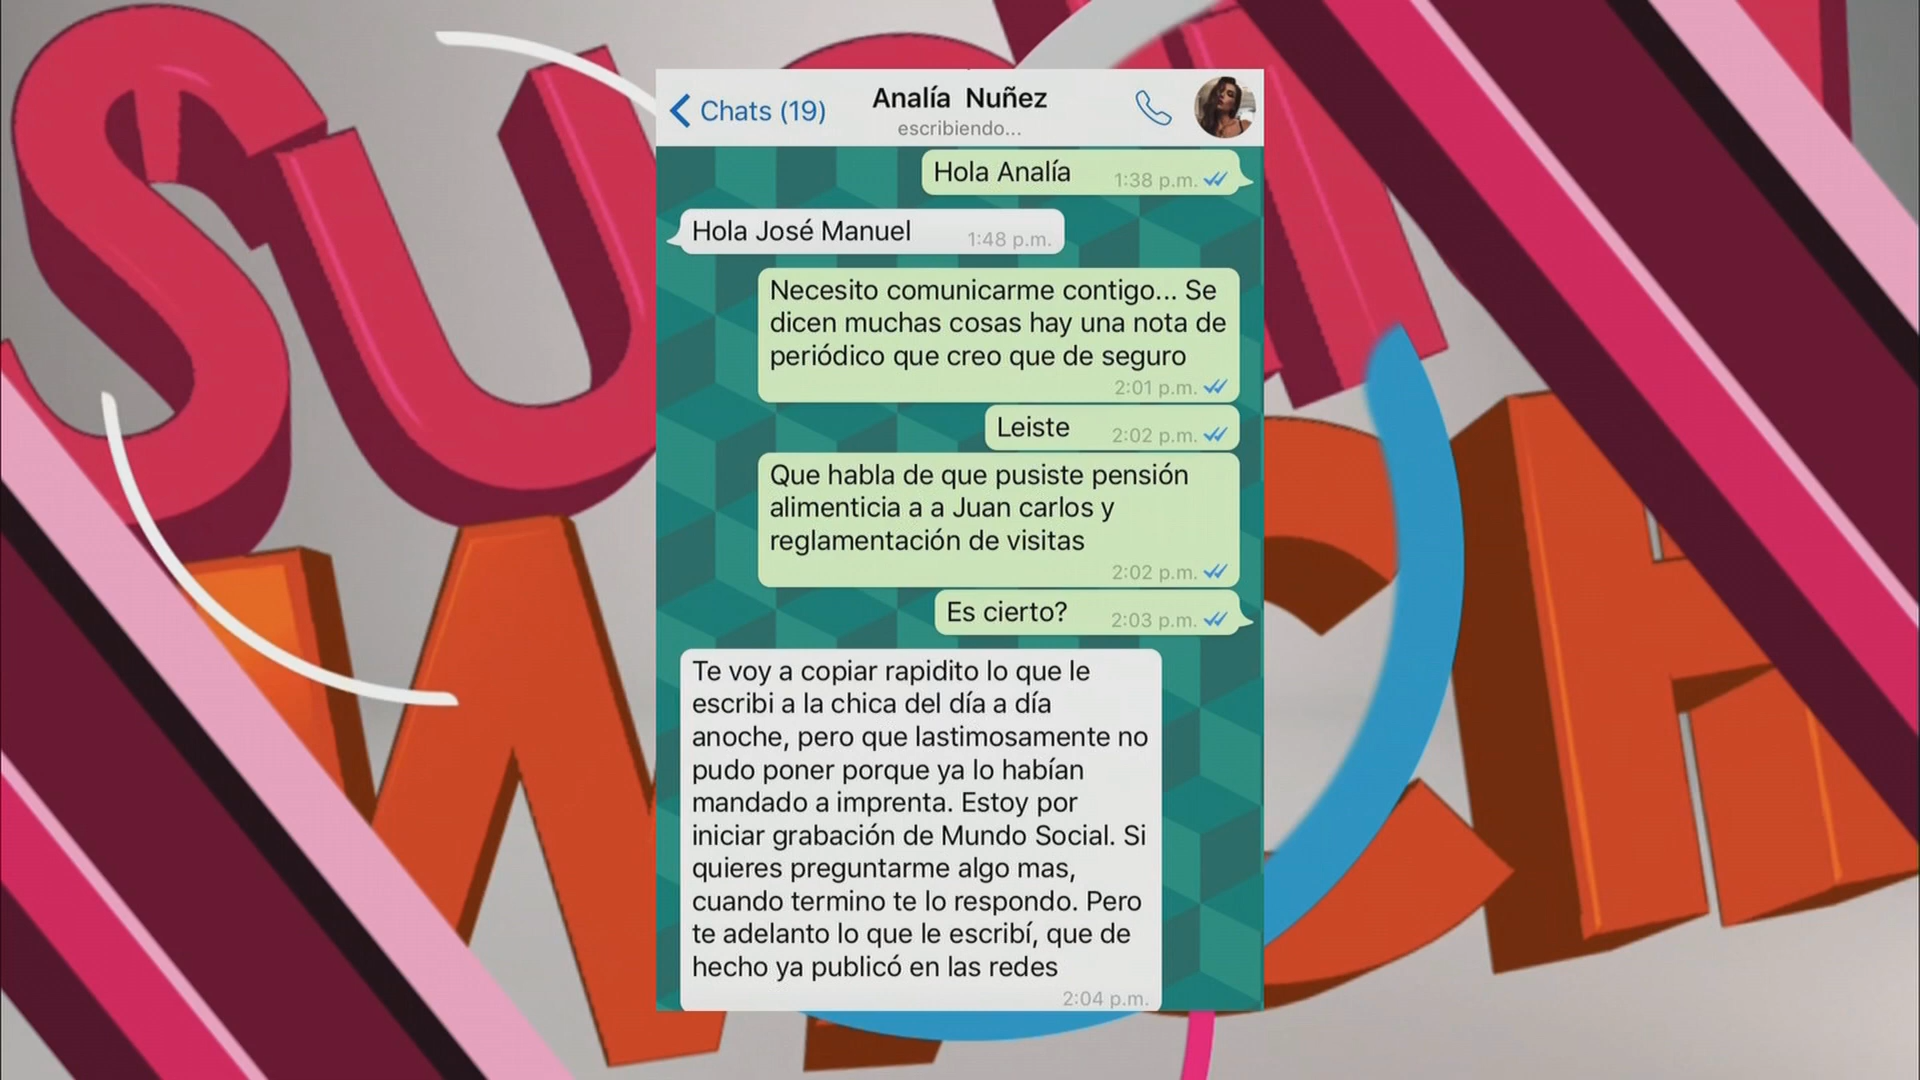 Chats (19)
Analía Nuñez
escribiendo...
Hola Analía
1:38 p.m.
Hola José Manuel
1:48 p.m.
Necesito comunicarme contigo... Se
dicen muchas cosas hay una nota de
periódico que creo que de seguro
2:01 p.m.
Leiste
2:02 p.m.
Que habla de que pusiste pensión
alimenticia a a Juan carlos y
reglamentación de visitas
2:02 p.m.
Es cierto?
2:03 p.m.
Te voy a copiar rapidito lo que le
escribi a la chica del día a día
anoche, pero que lastimosamente no
pudo poner porque ya lo habían
mandado a imprenta. Estoy por
iniciar grabación de Mundo Social. Si
quieres preguntarme algo mas,
cuando termino te lo respondo. Pero
te adelanto lo que le escribí, que de
hecho ya publicó en las redes
2:04 p.m.